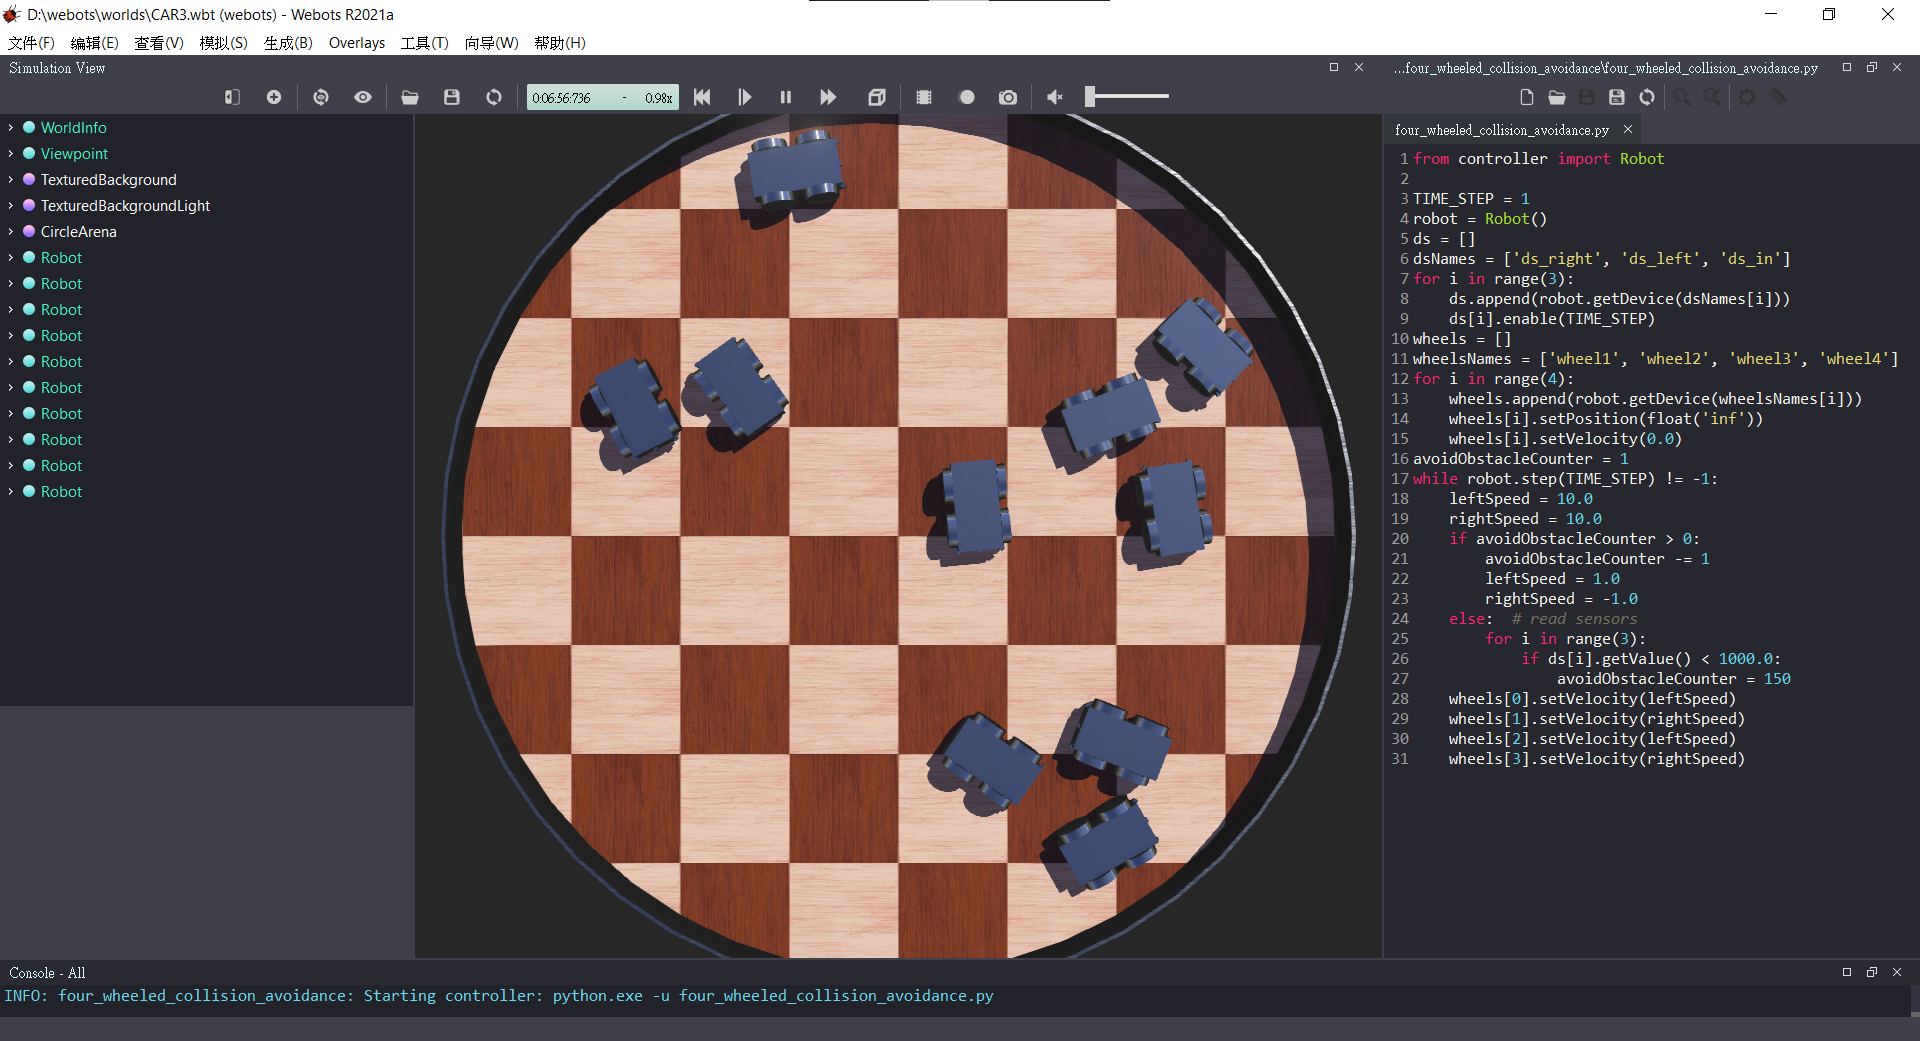 D:\webots\worlds\CAR3.wbt (webots) - Webots R2021a
文件(F) 编辑(E) 查看(V) 模拟(S) 生成(B) Overlays 工具(T) 向导(W) 帮助(H)
Simulation View
0:06:56:736 - 0.98x
WorldInfo
Viewpoint
TexturedBackground
TexturedBackgroundLight
CircleArena
Robot
Robot
Robot
Robot
Robot
Robot
Robot
Robot
Robot
Robot
...four_wheeled_collision_avoidance\four_wheeled_collision_avoidance.py
four_wheeled_collision_avoidance.py
1 from controller import Robot
2
3 TIME_STEP = 1
4 robot = Robot()
5 ds = []
6 dsNames = ['ds_right', 'ds_left', 'ds_in']
7 for i in range(3):
8     ds.append(robot.getDevice(dsNames[i]))
9     ds[i].enable(TIME_STEP)
10 wheels = []
11 wheelsNames = ['wheel1', 'wheel2', 'wheel3', 'wheel4']
12 for i in range(4):
13     wheels.append(robot.getDevice(wheelsNames[i]))
14     wheels[i].setPosition(float('inf'))
15     wheels[i].setVelocity(0.0)
16 avoidObstacleCounter = 1
17 while robot.step(TIME_STEP) != -1:
18     leftSpeed = 10.0
19     rightSpeed = 10.0
20     if avoidObstacleCounter > 0:
21         avoidObstacleCounter -= 1
22         leftSpeed = 1.0
23         rightSpeed = -1.0
24     else:  # read sensors
25         for i in range(3):
26             if ds[i].getValue() < 1000.0:
27                 avoidObstacleCounter = 150
28     wheels[0].setVelocity(leftSpeed)
29     wheels[1].setVelocity(rightSpeed)
30     wheels[2].setVelocity(leftSpeed)
31     wheels[3].setVelocity(rightSpeed)
Console - All
INFO: four_wheeled_collision_avoidance: Starting controller: python.exe -u four_wheeled_collision_avoidance.py